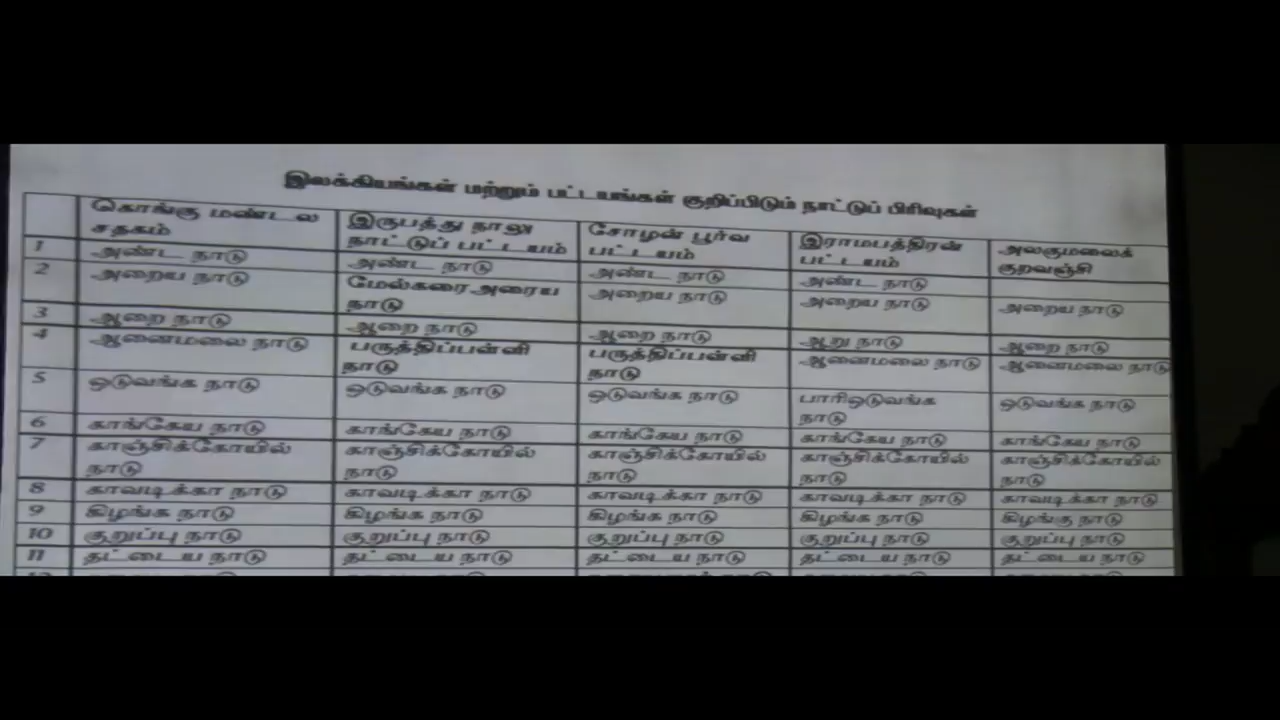 இலக்கியங்கள் மற்றும் பட்டயங்கள் குறிப்பிடும் நாட்டுப் பிரிவுகள்
கொங்கு மண்டல சதகம் இருபத்து நாலு நாட்டுப் பட்டயம் சோழன் பூர்வ பட்டயம் இராமபத்திரன் பட்டயம் அலகுமலைக் குறவஞ்சி
1 அண்ட நாடு அண்ட நாடு அண்ட நாடு அண்ட நாடு
2 அறைய நாடு மேல்கரைஅரைய நாடு அறைய நாடு அறைய நாடு அறைய நாடு
3 ஆறை நாடு ஆறை நாடு ஆறை நாடு ஆறு நாடு ஆறை நாடு
4 ஆனைமலை நாடு பருத்திப்பள்ளி நாடு பருத்திப்பள்ளி நாடு ஆனைமலை நாடு ஆனைமலை நாடு
5 ஒடுவங்க நாடு ஒடுவங்க நாடு ஒடுவங்க நாடு பாரிஒடுவங்க நாடு ஒடுவங்க நாடு
6 காங்கேய நாடு காங்கேய நாடு காங்கேய நாடு காங்கேய நாடு காங்கேய நாடு
7 காஞ்சிக்கோயில் நாடு காஞ்சிக்கோயில் நாடு காஞ்சிக்கோயில் நாடு காஞ்சிக்கோயில் நாடு காஞ்சிக்கோயில் நாடு
8 காவடிக்கா நாடு காவடிக்கா நாடு காவடிக்கா நாடு காவடிக்கா நாடு காவடிக்கா நாடு
9 கிழங்க நாடு கிழங்க நாடு கிழங்க நாடு கிழங்க நாடு கிழங்கு நாடு
10 குறுப்பு நாடு குறுப்பு நாடு குறுப்பு நாடு குறுப்பு நாடு குறுப்பு நாடு
11 தட்டைய நாடு தட்டைய நாடு தட்டைய நாடு தட்டைய நாடு தட்டைய நாடு